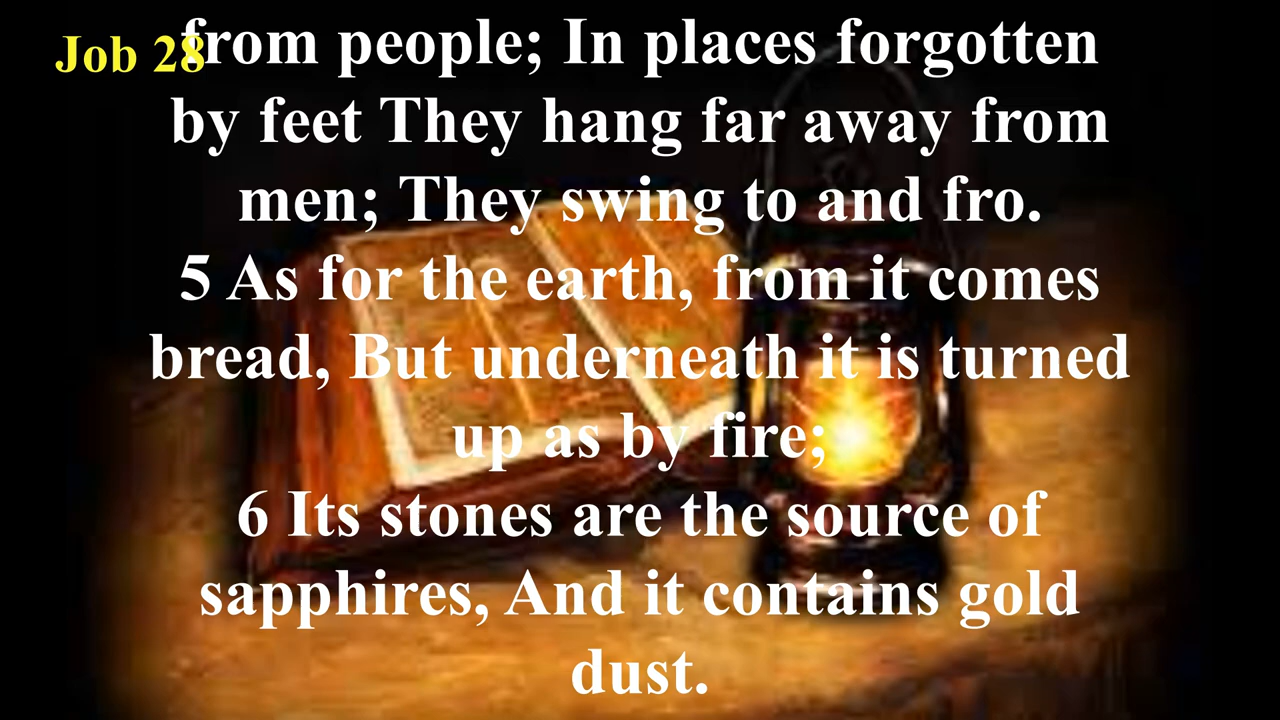 Job 28
from people; In places forgotten
by feet They hang far away from
men; They swing to and fro.
5 As for the earth, from it comes
bread, But underneath it is turned
up as by fire;
6 Its stones are the source of
sapphires, And it contains gold
dust.